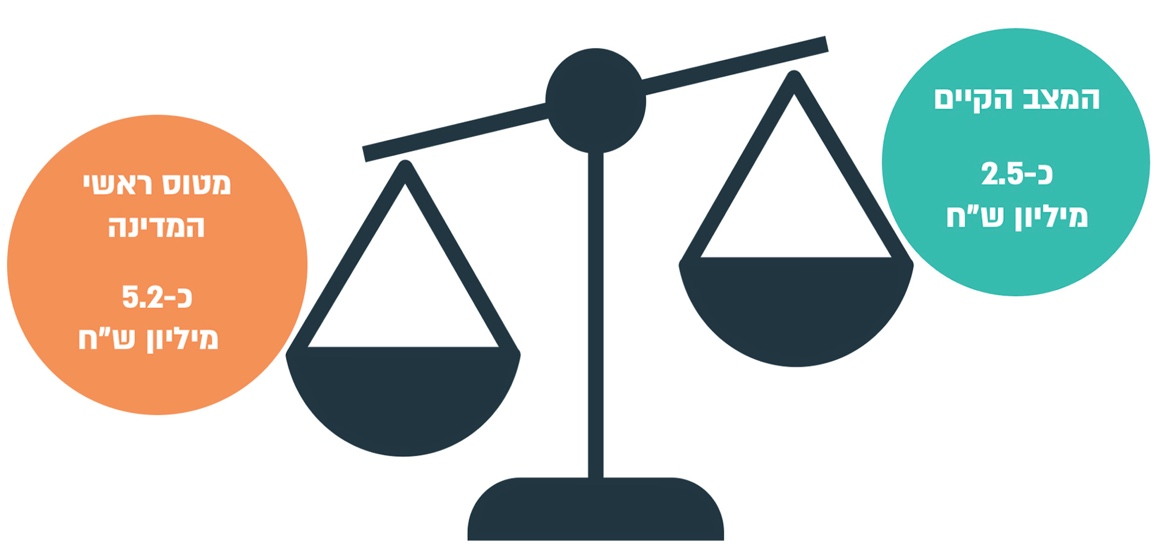 המצב הקיים
כ-2.5
מיליון ש"ח
מטוס ראשי
המדינה
כ-5.2
מיליון ש"ח